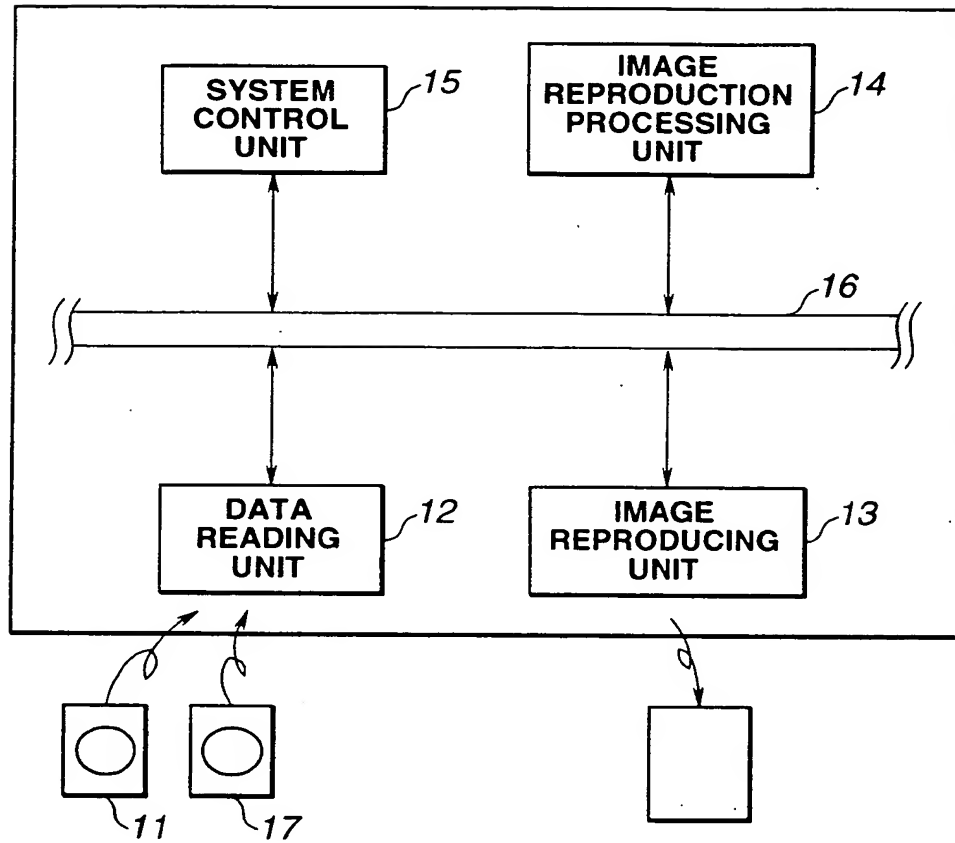 SYSTEM
CONTROL
UNIT
15
IMAGE
REPRODUCTION
PROCESSING
UNIT
14
16
DATA
READING
UNIT
12
IMAGE
REPRODUCING
UNIT
13
11
17